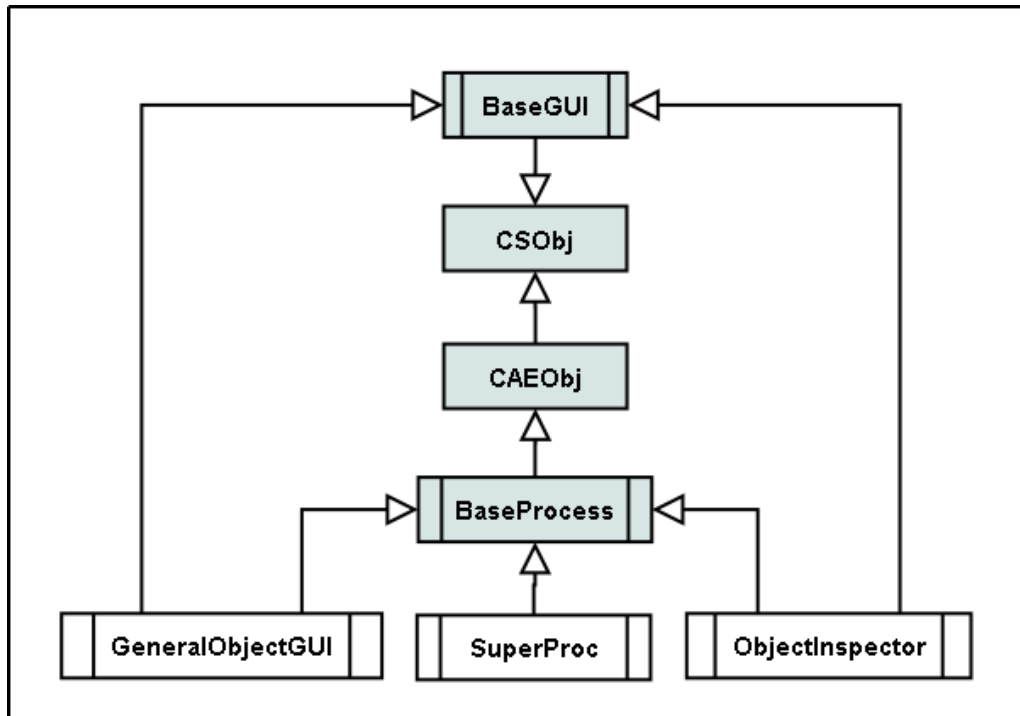 BaseGUI
CSObj
CAEObj
BaseProcess
GeneralObjectGUI
SuperProc
ObjectInspector